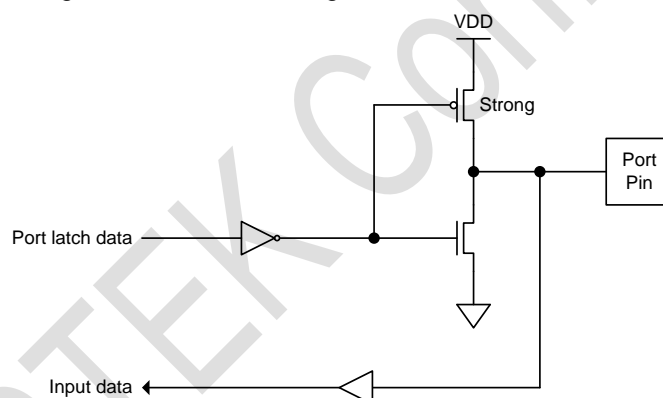 VDD
Strong
Port
Pin
Port latch data
Input data